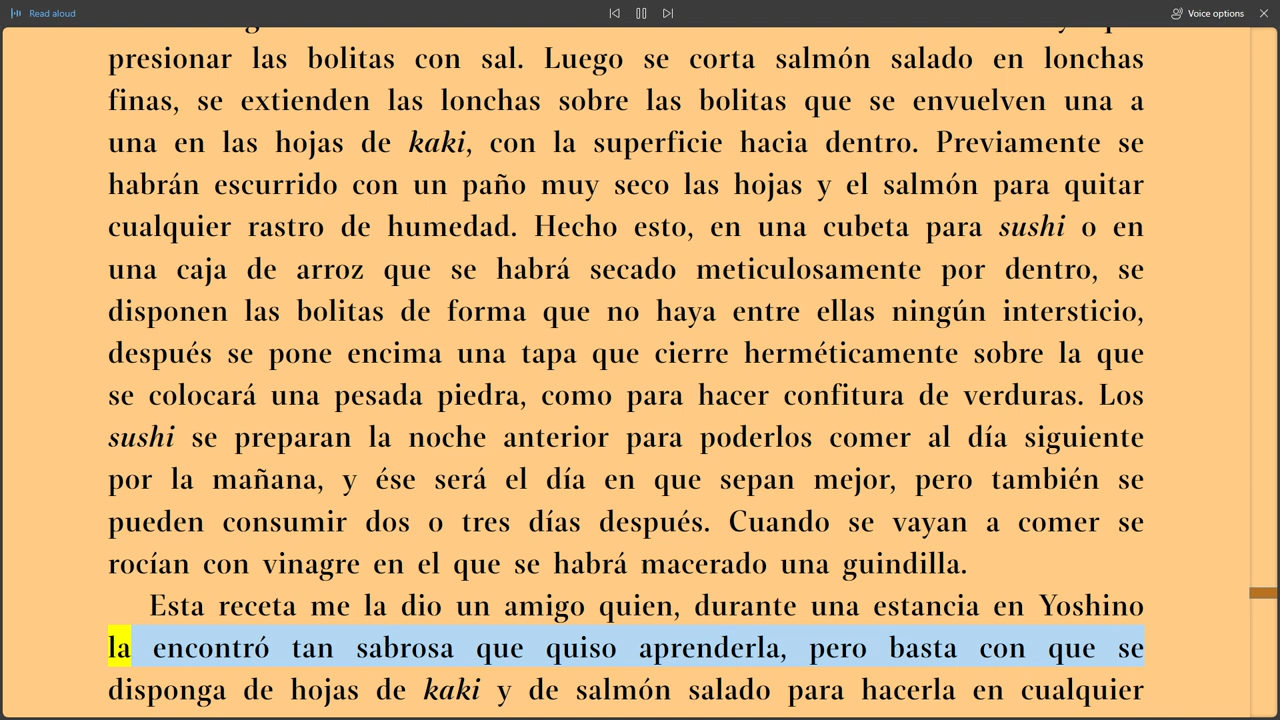 Read aloud
Voice options
presionar las bolitas con sal. Luego se corta salmón salado en lonchas
finas, se extienden las lonchas sobre las bolitas que se envuelven una a
una en las hojas de kaki, con la superficie hacia dentro. Previamente se
habrán escurrido con un paño muy seco las hojas y el salmón para quitar
cualquier rastro de humedad. Hecho esto, en una cubeta para sushi o en
una caja de arroz que se habrá secado meticulosamente por dentro, se
disponen las bolitas de forma que no haya entre ellas ningún intersticio,
después se pone encima una tapa que cierre herméticamente sobre la que
se colocará una pesada piedra, como para hacer confitura de verduras. Los
sushi se preparan la noche anterior para poderlos comer al día siguiente
por la mañana, y ése será el día en que sepan mejor, pero también se
pueden consumir dos o tres días después. Cuando se vayan a comer se
rocían con vinagre en el que se habrá macerado una guindilla.
Esta receta me la dio un amigo quien, durante una estancia en Yoshino
la encontró tan sabrosa que quiso aprenderla, pero basta con que se
disponga de hojas de kaki y de salmón salado para hacerla en cualquier